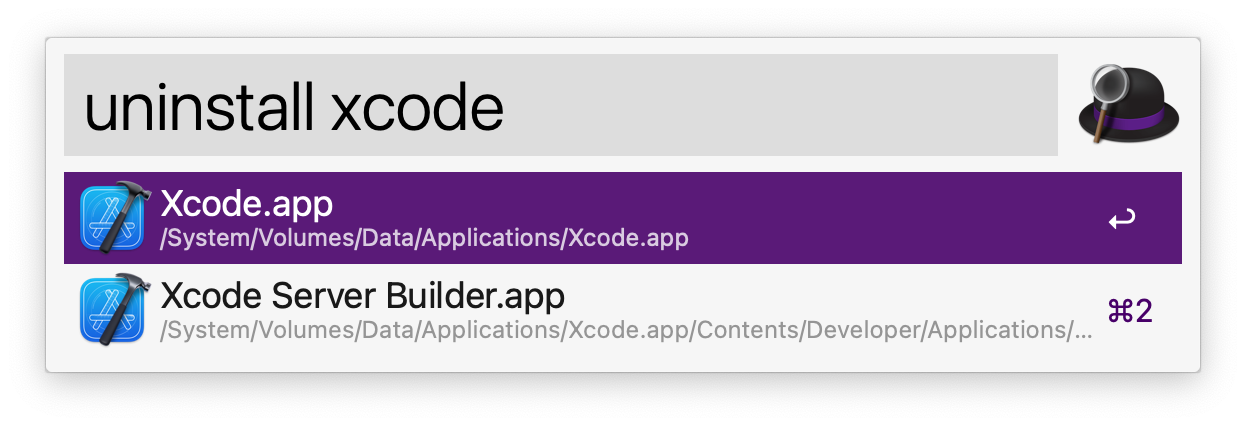 uninstall xcode
Xcode.app
/System/Volumes/Data/Applications/Xcode.app
↩
Xcode Server Builder.app
/System/Volumes/Data/Applications/Xcode.app/Contents/Developer/Applications/...
⌘2